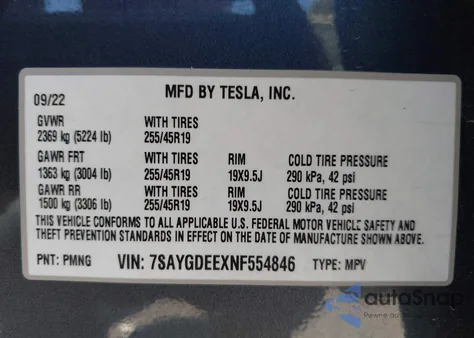 MFD BY TESLA, INC.
09/22
GVWR WITH TIRES
2369 kg (5224 lb) 255/45R19
GAWR FRT WITH TIRES RIM COLD TIRE PRESSURE
1363 kg (3004 lb) 255/45R19 19X9.5J 290 kPa, 42 psi
GAWR RR WITH TIRES RIM COLD TIRE PRESSURE
1500 kg (3306 lb) 255/45R19 19X9.5J 290 kPa, 42 psi
THIS VEHICLE CONFORMS TO ALL APPLICABLE U.S. FEDERAL MOTOR VEHICLE SAFETY AND
THEFT PREVENTION STANDARDS IN EFFECT ON THE DATE OF MANUFACTURE SHOWN ABOVE.
PNT: PMNG VIN: 7SAYGDEEXNF554846 TYPE: MPV
autoSnap